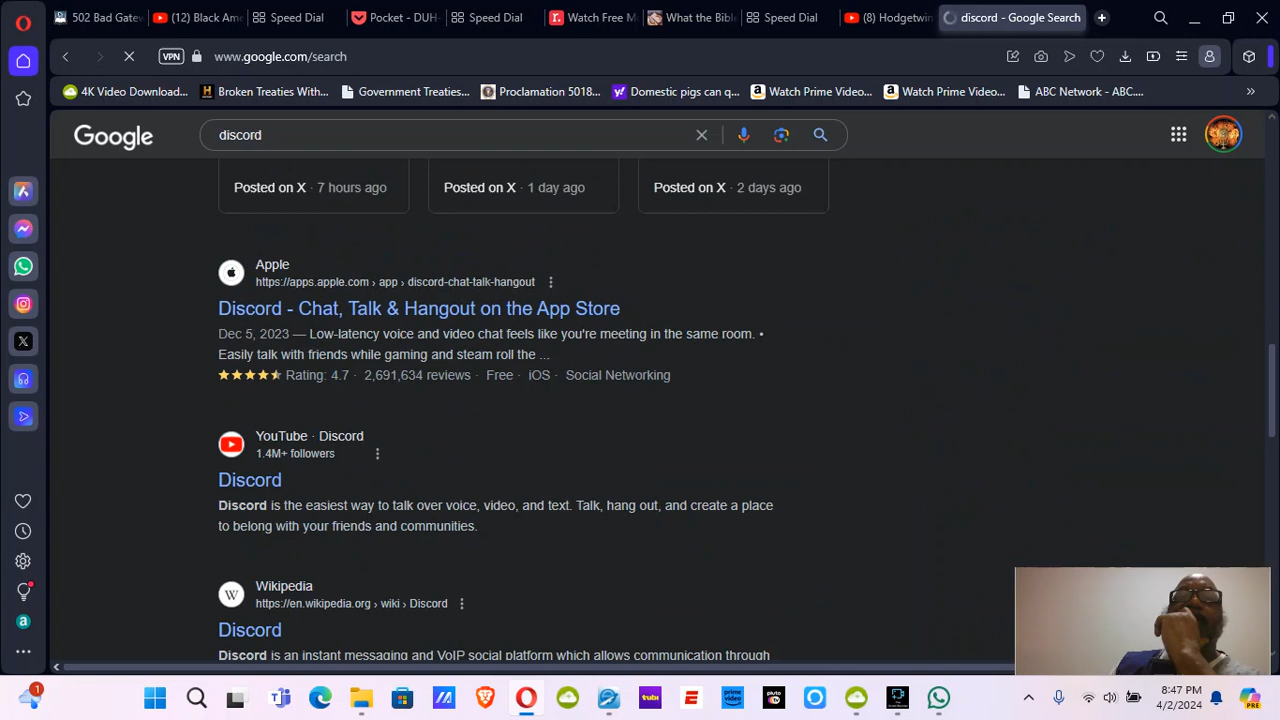 502 Bad Gatew
(12) Black Ame
Speed Dial
Pocket - DUH-
Speed Dial
Watch Free M
What the Bibl
Speed Dial
(8) Hodgetwin
discord - Google Search
VPN
www.google.com/search
4K Video Download...
Broken Treaties With...
Government Treaties...
Proclamation 5018...
Domestic pigs can q...
Watch Prime Video...
Watch Prime Video...
ABC Network - ABC....
Google
discord
Posted on X · 7 hours ago
Posted on X · 1 day ago
Posted on X · 2 days ago
Apple
https://apps.apple.com › app › discord-chat-talk-hangout
Discord - Chat, Talk & Hangout on the App Store
Dec 5, 2023 — Low-latency voice and video chat feels like you're meeting in the same room. •
Easily talk with friends while gaming and steam roll the ...
Rating: 4.7 · 2,691,634 reviews · Free · iOS · Social Networking
YouTube · Discord
1.4M+ followers
Discord
Discord is the easiest way to talk over voice, video, and text. Talk, hang out, and create a place
to belong with your friends and communities.
Wikipedia
https://en.wikipedia.org › wiki › Discord
Discord
Discord is an instant messaging and VoIP social platform which allows communication through
1
tubi
prime video
pluto tv
:47 PM
4/2/2024
PRE